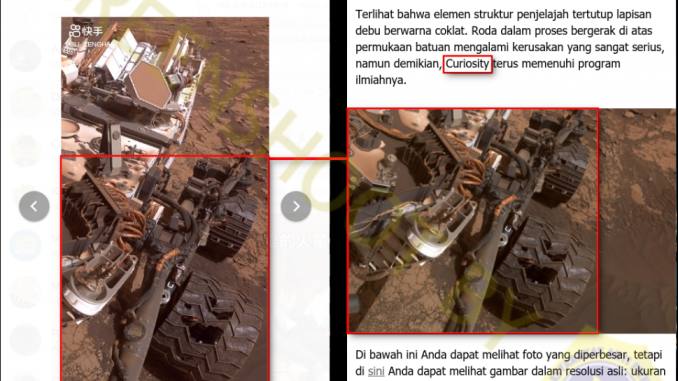 快手
Terlihat bahwa elemen struktur penjelajah tertutup lapisan
debu berwarna coklat. Roda dalam proses bergerak di atas
permukaan batuan mengalami kerusakan yang sangat serius,
namun demikian, Curiosity terus memenuhi program
ilmiahnya.
Di bawah ini Anda dapat melihat foto yang diperbesar, tetapi
di sini Anda dapat melihat gambar dalam resolusi asli: ukuran